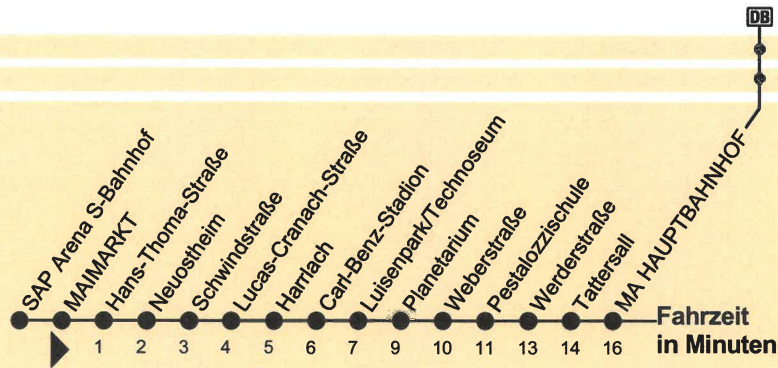 DB
SAP Arena S-Bahnhof
MAIMARKT
Hans-Thoma-Straße
Neuostheim
Schwindstraße
Lucas-Cranach-Straße
Harrlach
Carl-Benz-Stadion
Luisenpark/Technoseum
Planetarium
Weberstraße
Pestalozzischule
Werderstraße
Tattersall
MA HAUPTBAHNHOF
Fahrzeit
1 2 3 4 5 6 7 9 10 11 13 14 16 in Minuten